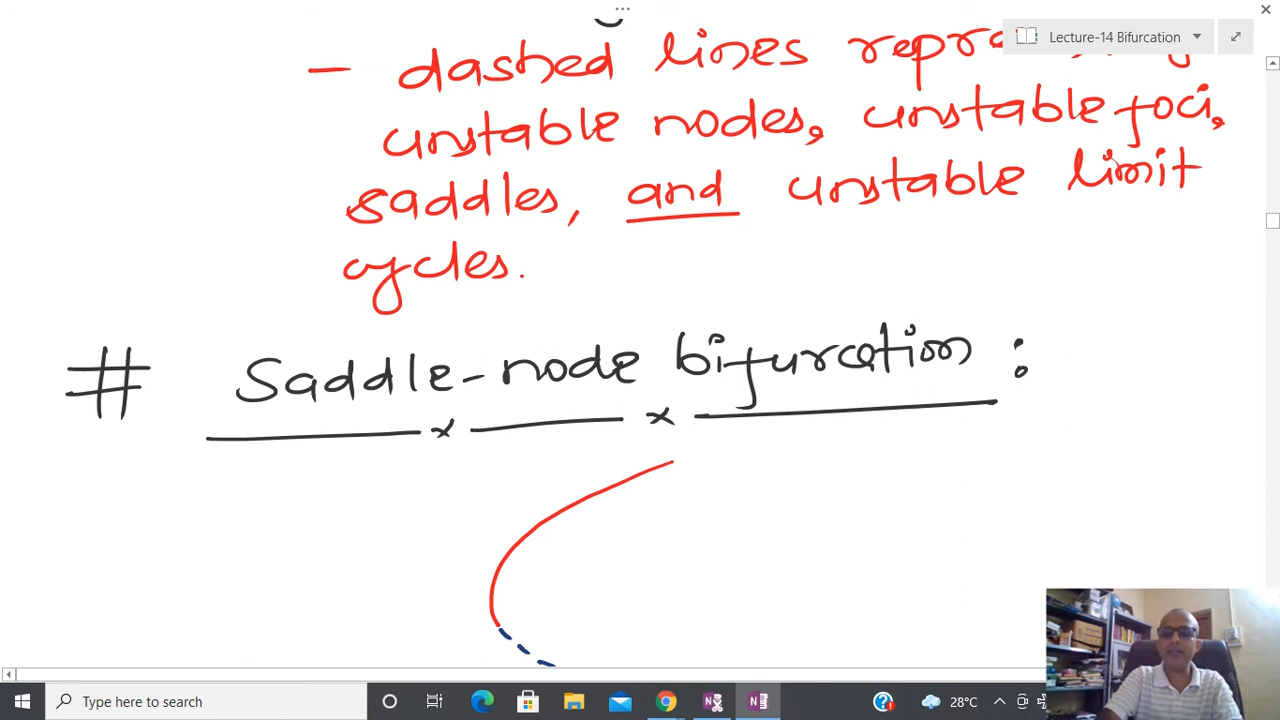 Lecture-14 Bifurcation
- dashed lines
unstable nodes, unstable foci,
saddles, and unstable limit
cycles.
# Saddle-node bifurcation :
Type here to search
28°C